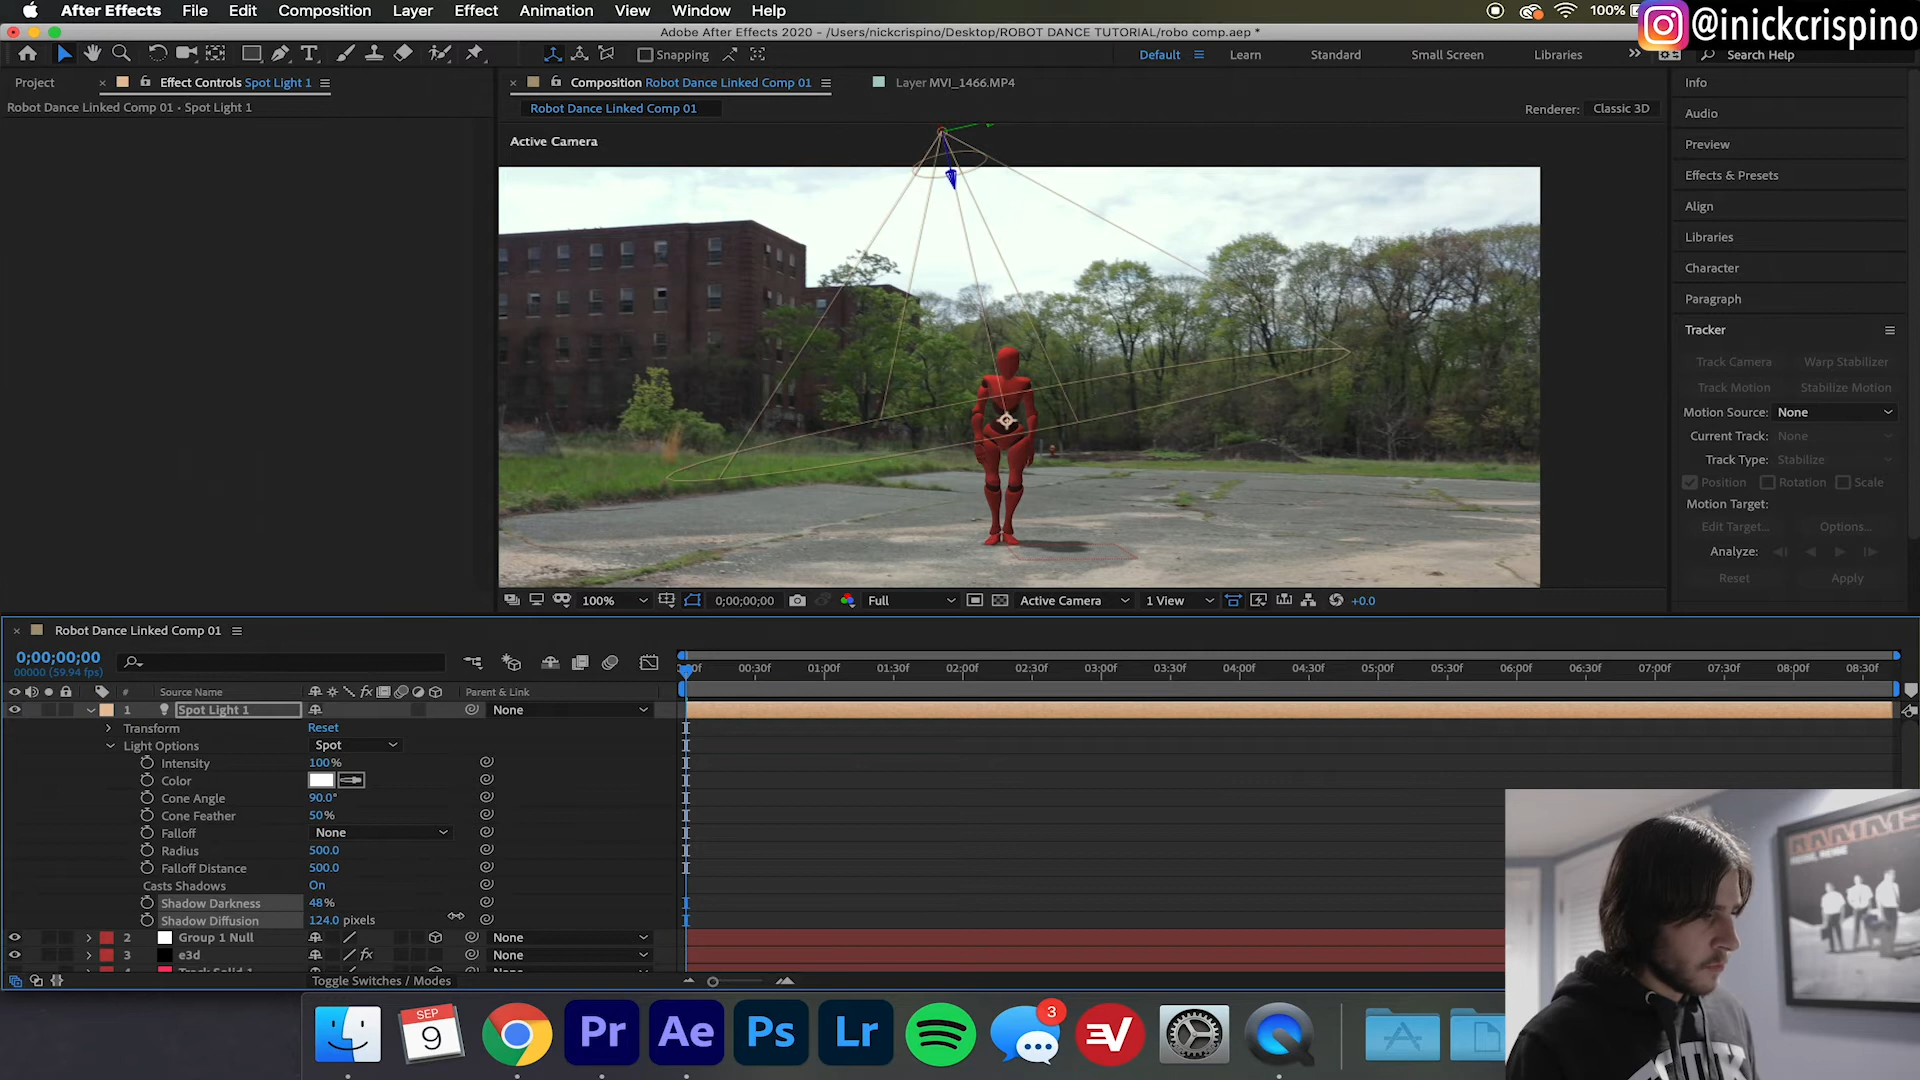 After Effects File Edit Composition Layer Effect Animation View Window Help 100%
@inickcrispino
Adobe After Effects 2020 - /Users/nickcrispino/Desktop/ROBOT DANCE TUTORIAL/robo comp.aep *
Snapping Default Learn Standard Small Screen Libraries Search Help
Project Effect Controls Spot Light 1 Composition Robot Dance Linked Comp 01 Layer MVI_1466.MP4 Info
Robot Dance Linked Comp 01 • Spot Light 1 Robot Dance Linked Comp 01 Renderer: Classic 3D
Audio
Active Camera
Preview
Effects & Presets
Align
Libraries
Character
Paragraph
Tracker
Track Camera Warp Stabilizer
Track Motion Stabilize Motion
Motion Source: None
Current Track: None
Track Type: Stabilize
Position Rotation Scale
Motion Target:
Edit Target... Options...
Analyze:
Reset Apply
100% 0;00;00;00 Full Active Camera 1 View +0.0
Robot Dance Linked Comp 01
0;00;00;00
00000 (59.94 fps)
00f 00:30f 01:00f 01:30f 02:00f 02:30f 03:00f 03:30f 04:00f 04:30f 05:00f 05:30f 06:00f 06:30f 07:00f 07:30f 08:00f 08:30f
# Source Name fx Parent & Link
1 Spot Light 1 None
Transform Reset
Light Options Spot
Intensity 100%
Color
Cone Angle 90.0°
Cone Feather 50%
Falloff None
Radius 500.0
Falloff Distance 500.0
Casts Shadows On
Shadow Darkness 48%
Shadow Diffusion 124.0 pixels
2 Group 1 Null None
3 e3d fx None
4 Track Solid 1 None
Toggle Switches / Modes
SEP
9
Pr Ae Ps Lr
3
RAMMS